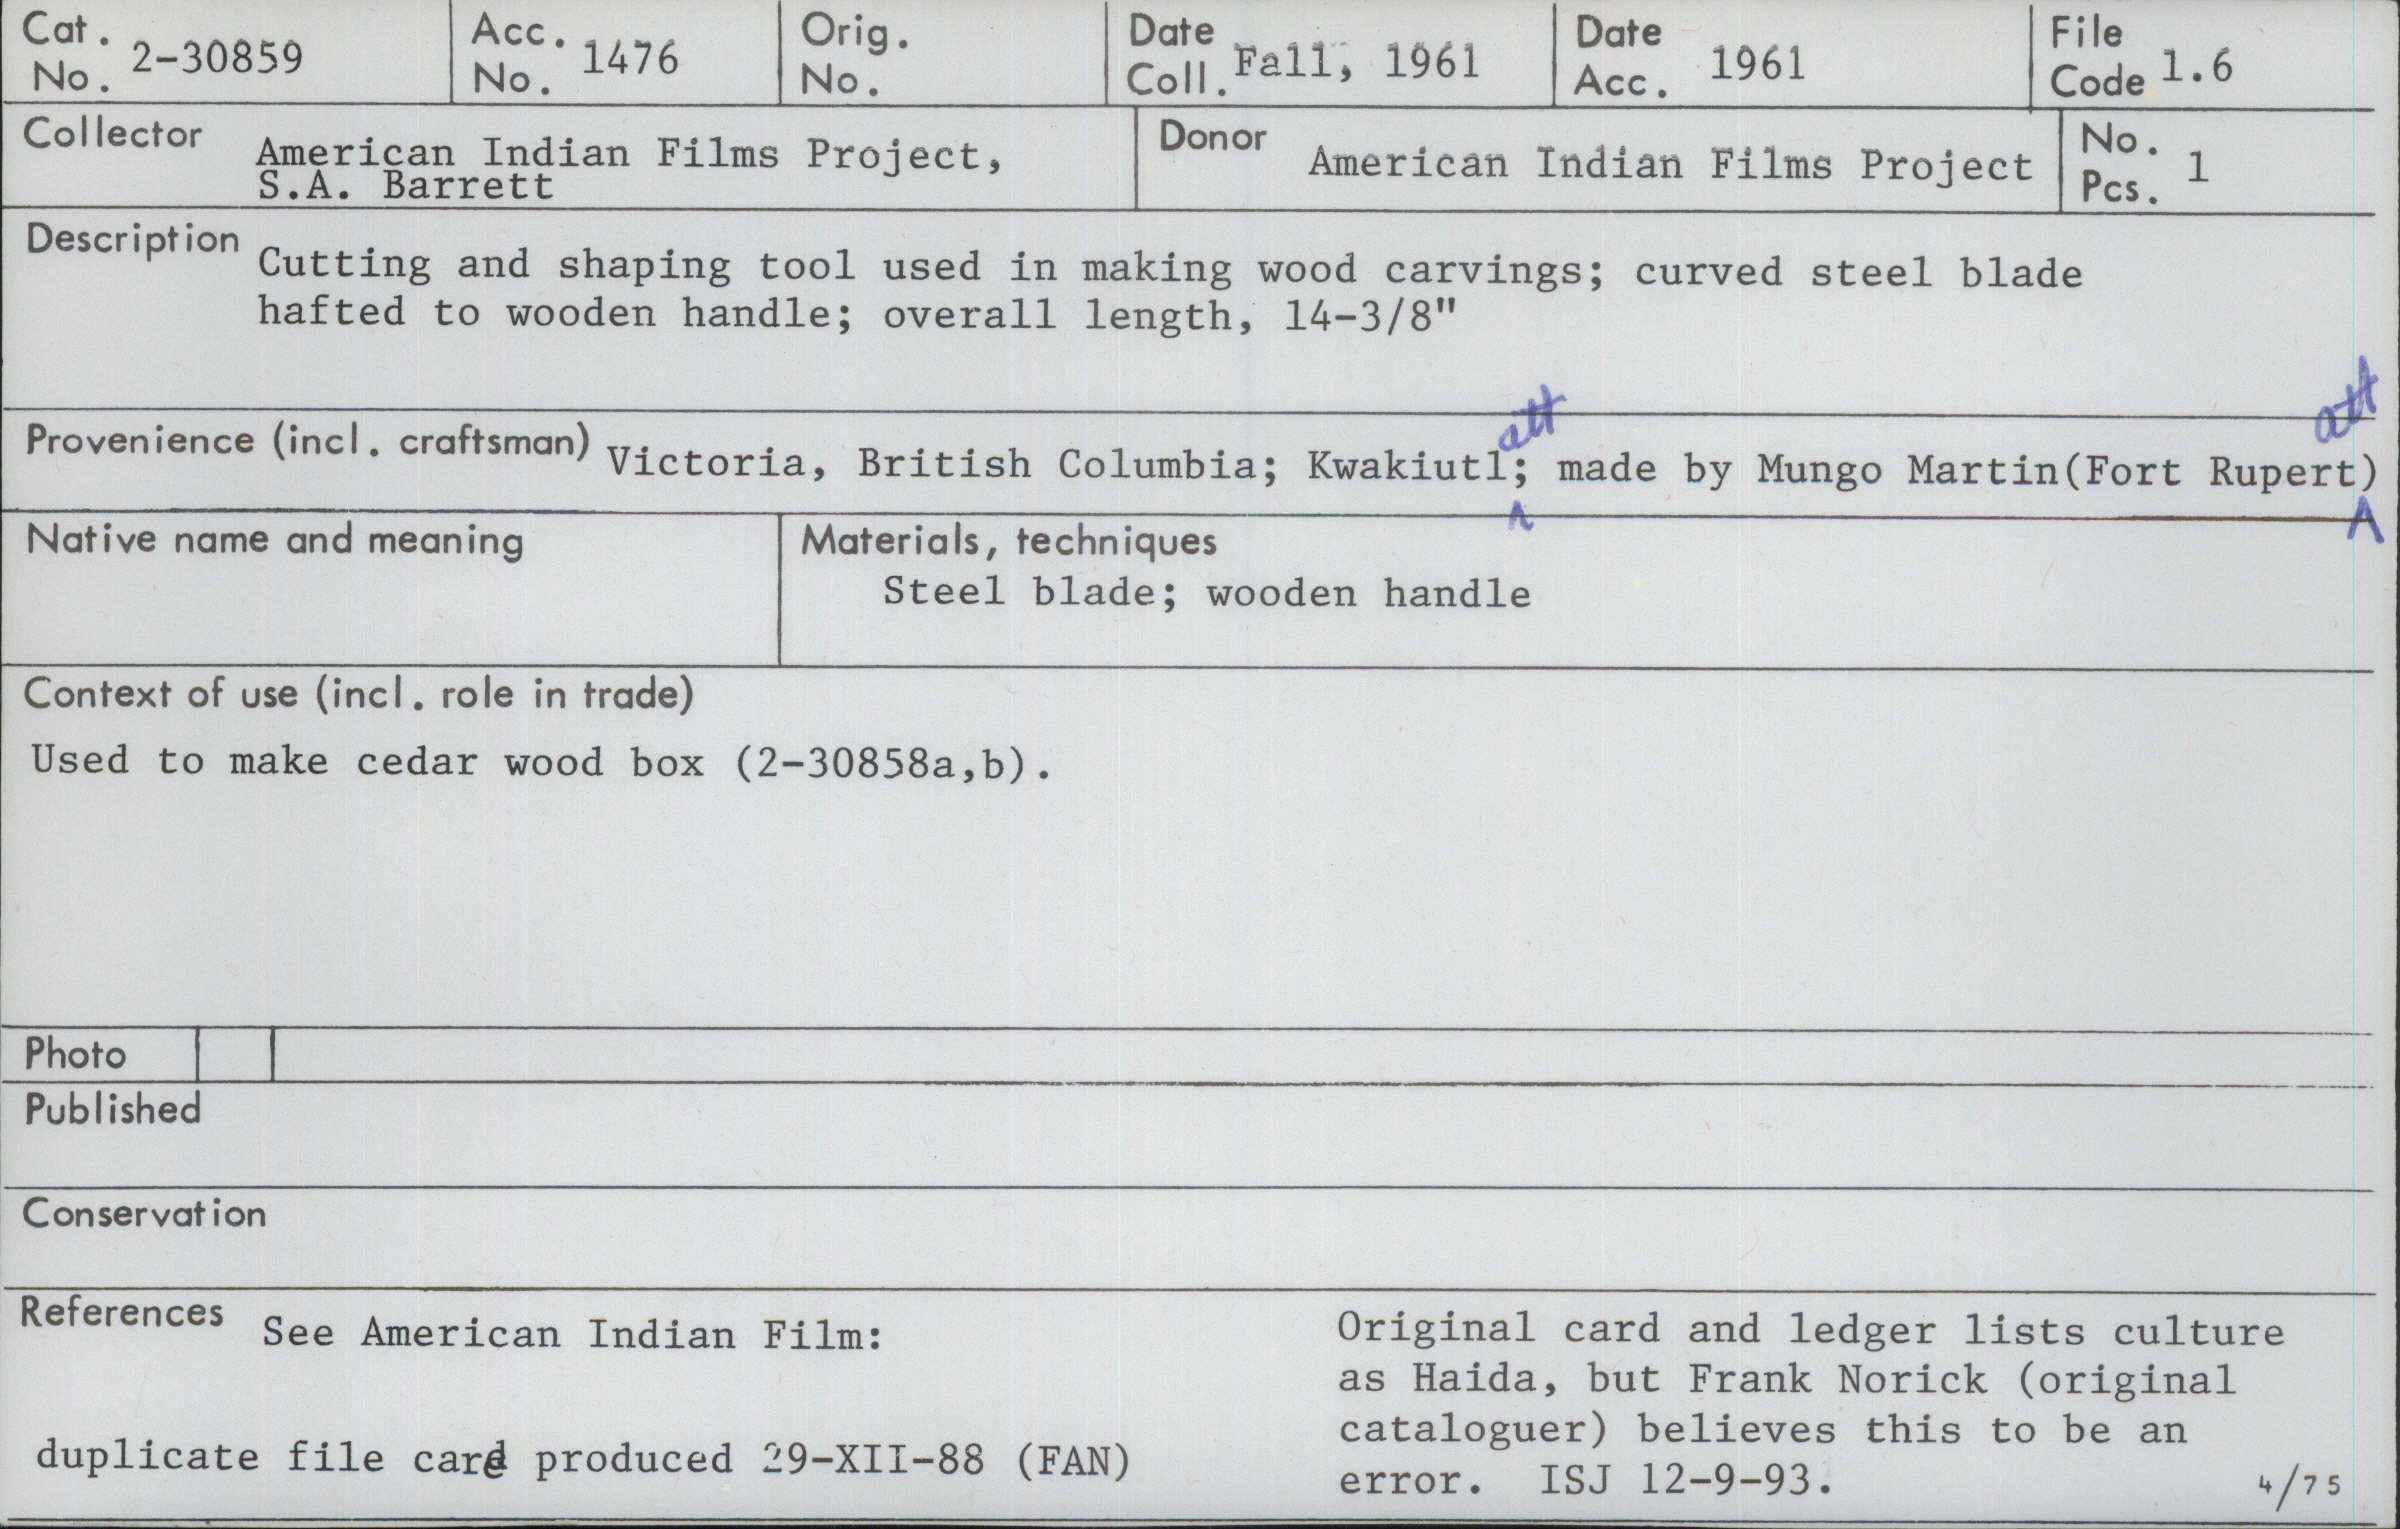 Cat. No. 2-30859 Acc. No. 1476 Orig. No. Date Coll. Fall, 1961 Date Acc. 1961 File Code 1.6
Collector American Indian Films Project, S.A. Barrett Donor American Indian Films Project No. Pcs. 1
Description Cutting and shaping tool used in making wood carvings; curved steel blade
hafted to wooden handle; overall length, 14-3/8"
att att
Provenience (incl. craftsman) Victoria, British Columbia; Kwakiutl; made by Mungo Martin(Fort Rupert)
Native name and meaning
Materials, techniques
Steel blade; wooden handle
Context of use (incl. role in trade)
Used to make cedar wood box (2-30858a,b).
Photo
Published
Conservation
References See American Indian Film:
duplicate file card produced 29-XII-88 (FAN)
Original card and ledger lists culture
as Haida, but Frank Norick (original
cataloguer) believes this to be an
error. ISJ 12-9-93.
4/75